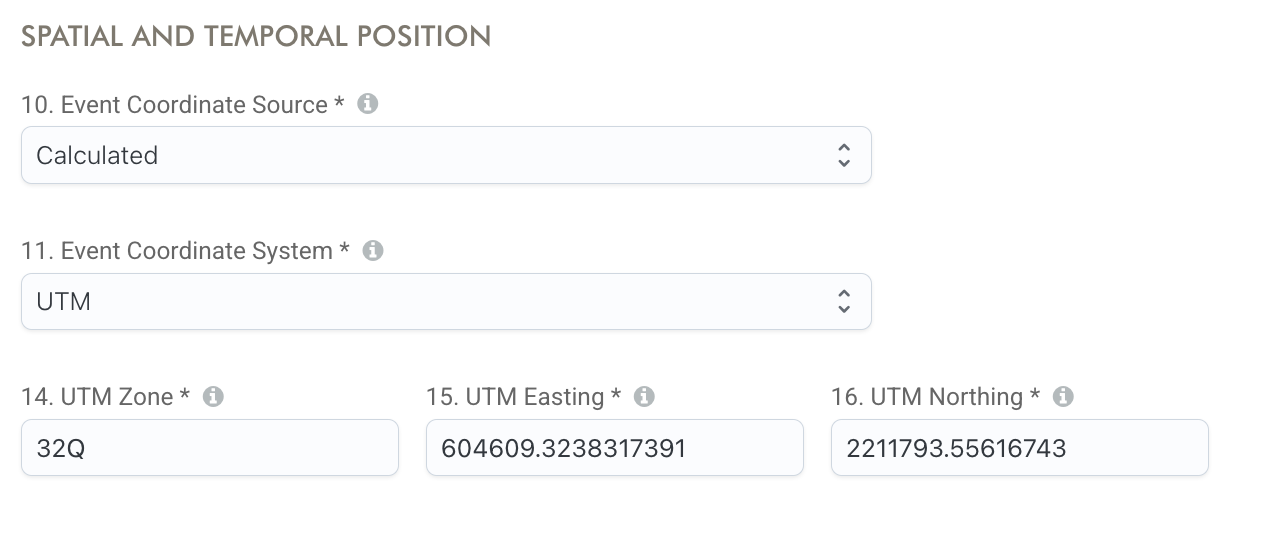 SPATIAL AND TEMPORAL POSITION
10. Event Coordinate Source *
Calculated
11. Event Coordinate System *
UTM
14. UTM Zone * 15. UTM Easting * 16. UTM Northing *
32Q 604609.3238317391 2211793.55616743